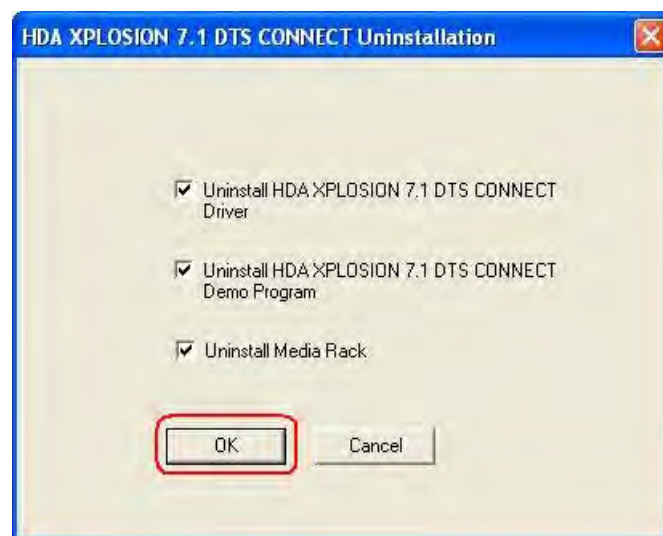 HDA XPLOSION 7.1 DTS CONNECT Uninstallation
Uninstall HDA XPLOSION 7.1 DTS CONNECT
Driver
Uninstall HDA XPLOSION 7.1 DTS CONNECT
Demo Program
Uninstall Media Rack
OK
Cancel